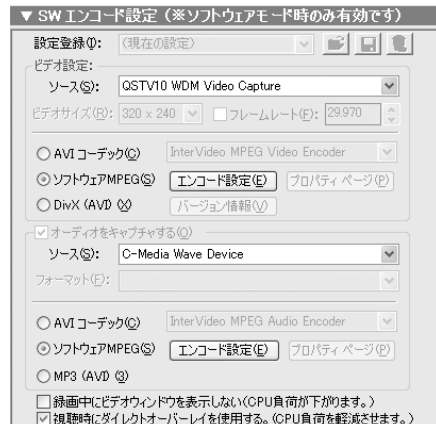 ▼ SW エンコード設定（※ソフトウェアモード時のみ有効です）
設定登録(I): (現在の設定)
ビデオ設定:
ソース(S): QSTV10 WDM Video Capture
ビデオサイズ(R): 320 x 240 フレームレート(F): 29.970
AVI コーデック(C) InterVideo MPEG Video Encoder
ソフトウェアMPEG(S) エンコード設定(E) プロパティ ページ(P)
DivX (AVI) (X) バージョン情報(V)
オーディオをキャプチャする(O)
ソース(S): C-Media Wave Device
フォーマット(F):
AVI コーデック(C) InterVideo MPEG Audio Encoder
ソフトウェアMPEG(S) エンコード設定(E) プロパティ ページ(P)
MP3 (AVI) (3)
録画中にビデオウィンドウを表示しない(CPU負荷が下がります。)
視聴時にダイレクトオーバーレイを使用する。(CPU負荷を軽減させます。)